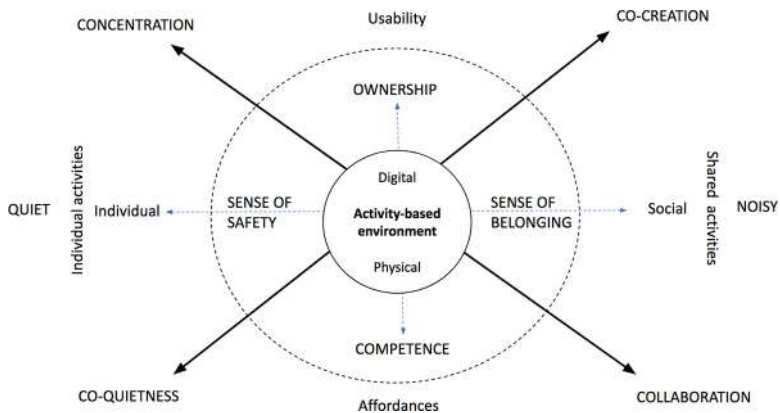 Usability
CONCENTRATION
CO-CREATION
OWNERSHIP
Digital
Activity-based
environment
Physical
QUIET
Individual activities
Individual
SENSE OF
SAFETY
SENSE OF
BELONGING
Social
Shared activities
NOISY
COMPETENCE
CO-QUIETNESS
Affordances
COLLABORATION